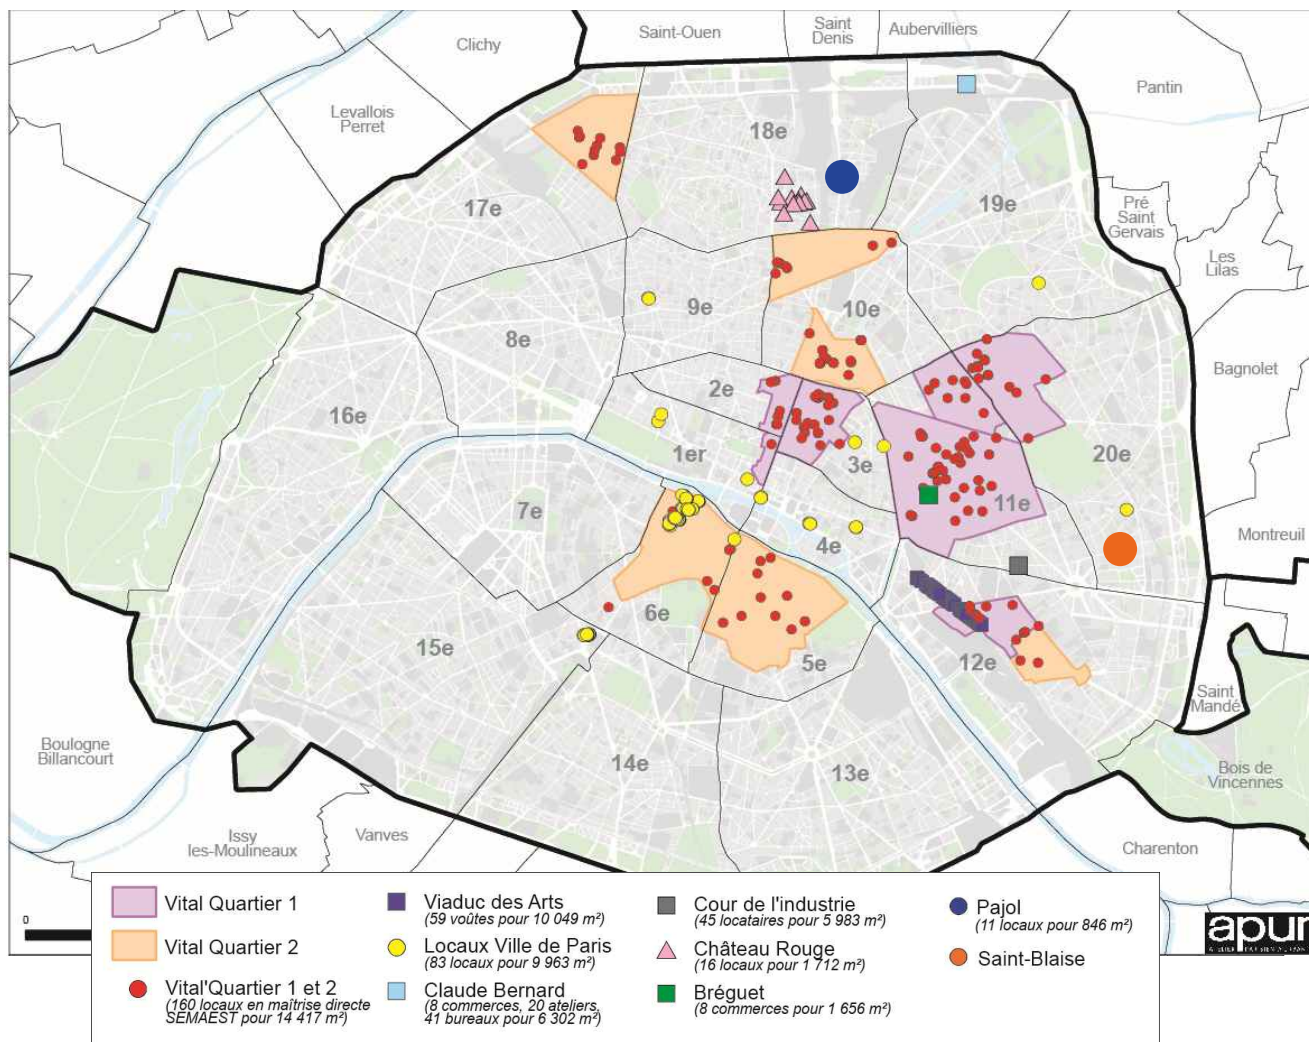 Saint-Ouen
Saint
Denis
Aubervilliers
Clichy
Pantin
Levallois
Perret
18e
17e
19e
Pré
Saint
Gervais
Les
Lilas
9e
10e
8e
Bagnolet
2e
16e
1er
3e
20e
11e
7e
4e
Montreuil
6e
15e
5e
12e
Saint
Mandé
Boulogne
Billancourt
14e
13e
Bois de
Vincennes
Issy
les-Moulineaux
Vanves
Charenton
Vital Quartier 1
Vital Quartier 2
Vital'Quartier 1 et 2
(160 locaux en maîtrise directe
SEMAEST pour 14 417 m²)
Viaduc des Arts
(59 voûtes pour 10 049 m²)
Locaux Ville de Paris
(83 locaux pour 9 963 m²)
Claude Bernard
(8 commerces, 20 ateliers,
41 bureaux pour 6 302 m²)
Cour de l'industrie
(45 locataires pour 5 983 m²)
Château Rouge
(16 locaux pour 1 712 m²)
Bréguet
(8 commerces pour 1 656 m²)
Pajol
(11 locaux pour 846 m²)
Saint-Blaise
0
apur